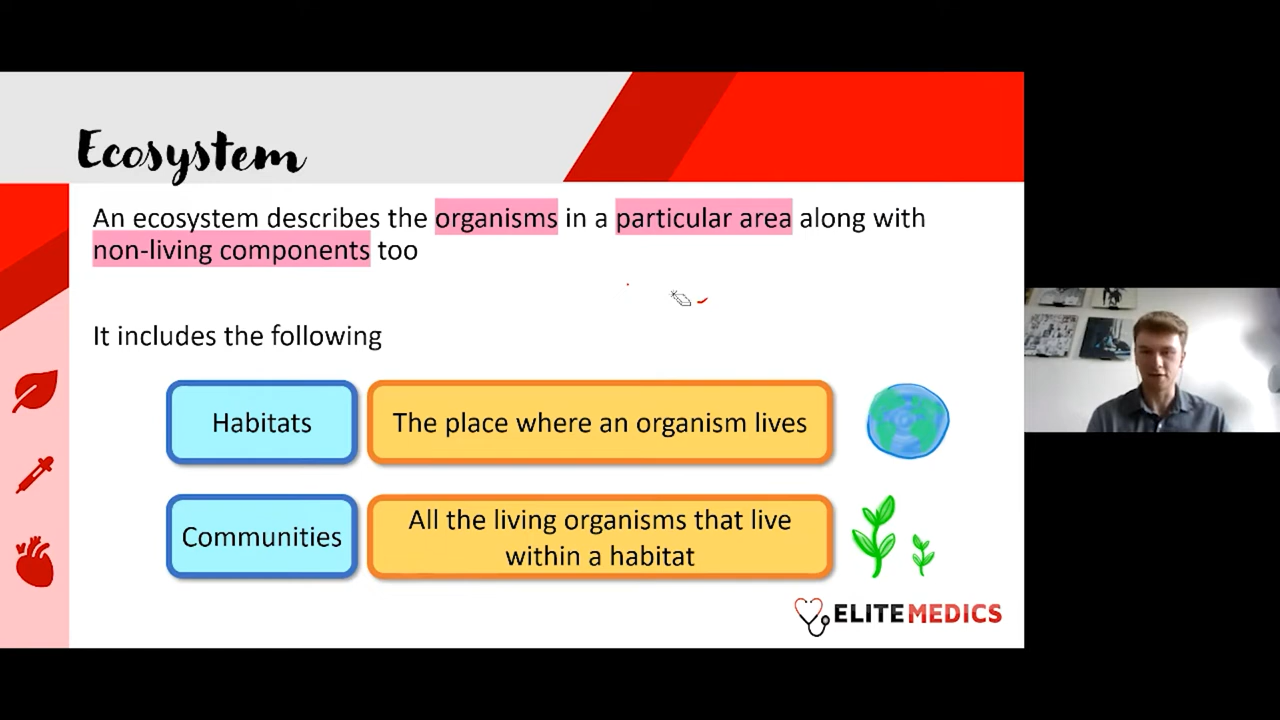 Ecosystem
An ecosystem describes the organisms in a particular area along with
non-living components too
It includes the following
Habitats
The place where an organism lives
Communities
All the living organisms that live
within a habitat
ELITEMEDICS